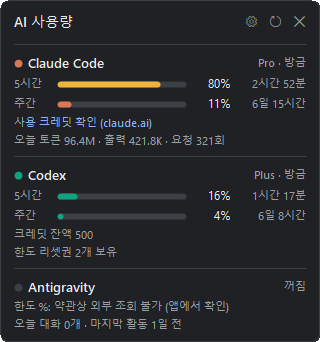 AI 사용량
Claude Code Pro · 방금
5시간 80% 2시간 52분
주간 11% 6일 15시간
사용 크레딧 확인 (claude.ai)
오늘 토큰 96.4M · 출력 421.8K · 요청 321회
Codex Plus · 방금
5시간 16% 1시간 17분
주간 4% 6일 8시간
크레딧 잔액 500
한도 리셋권 2개 보유
Antigravity 꺼짐
한도 %: 약관상 외부 조회 불가 (앱에서 확인)
오늘 대화 0개 · 마지막 활동 1일 전